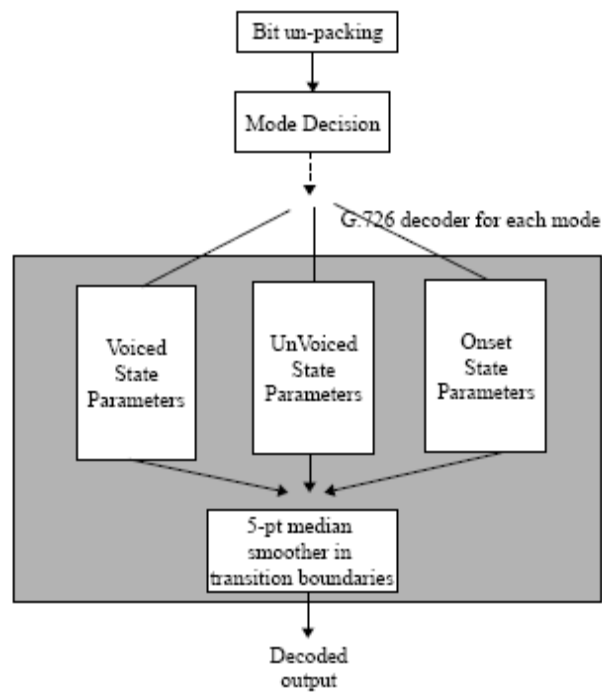 Bit un-packing
Mode Decision
G.726 decoder for each mode
Voiced
State
Parameters
UnVoiced
State
Parameters
Onset
State
Parameters
5-pt median
smoother in
transition boundaries
Decoded
output